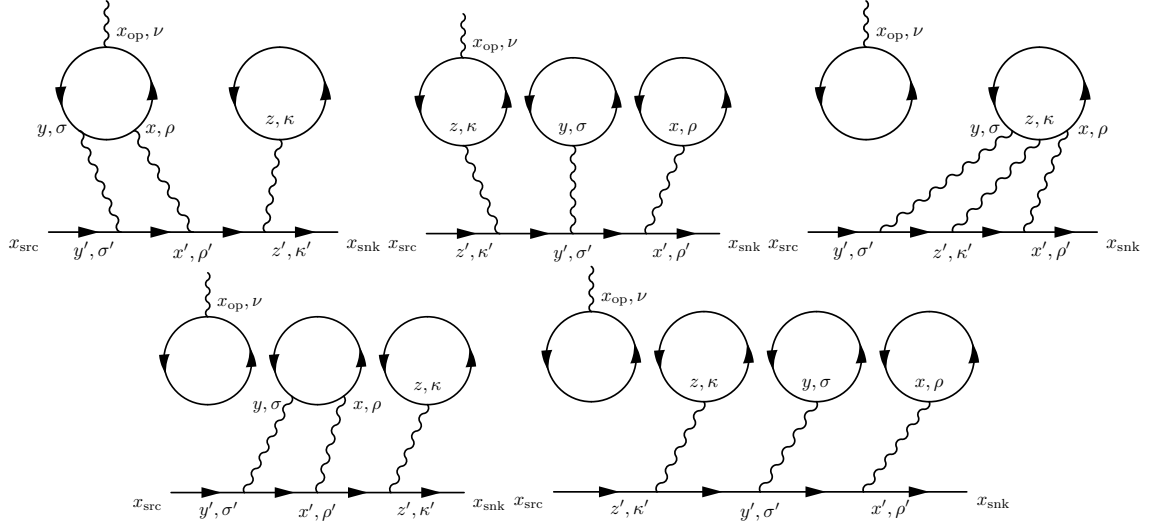 x_op, ν
y, σ
x, ρ
z, κ
x_src
y′, σ′
x′, ρ′
z′, κ′
x_snk
x_op, ν
z, κ
y, σ
x, ρ
x_src
z′, κ′
y′, σ′
x′, ρ′
x_snk
x_op, ν
y, σ
z, κ
x, ρ
x_src
y′, σ′
z′, κ′
x′, ρ′
x_snk
x_op, ν
y, σ
x, ρ
z, κ
x_src
y′, σ′
x′, ρ′
z′, κ′
x_snk
x_op, ν
z, κ
y, σ
x, ρ
x_src
z′, κ′
y′, σ′
x′, ρ′
x_snk